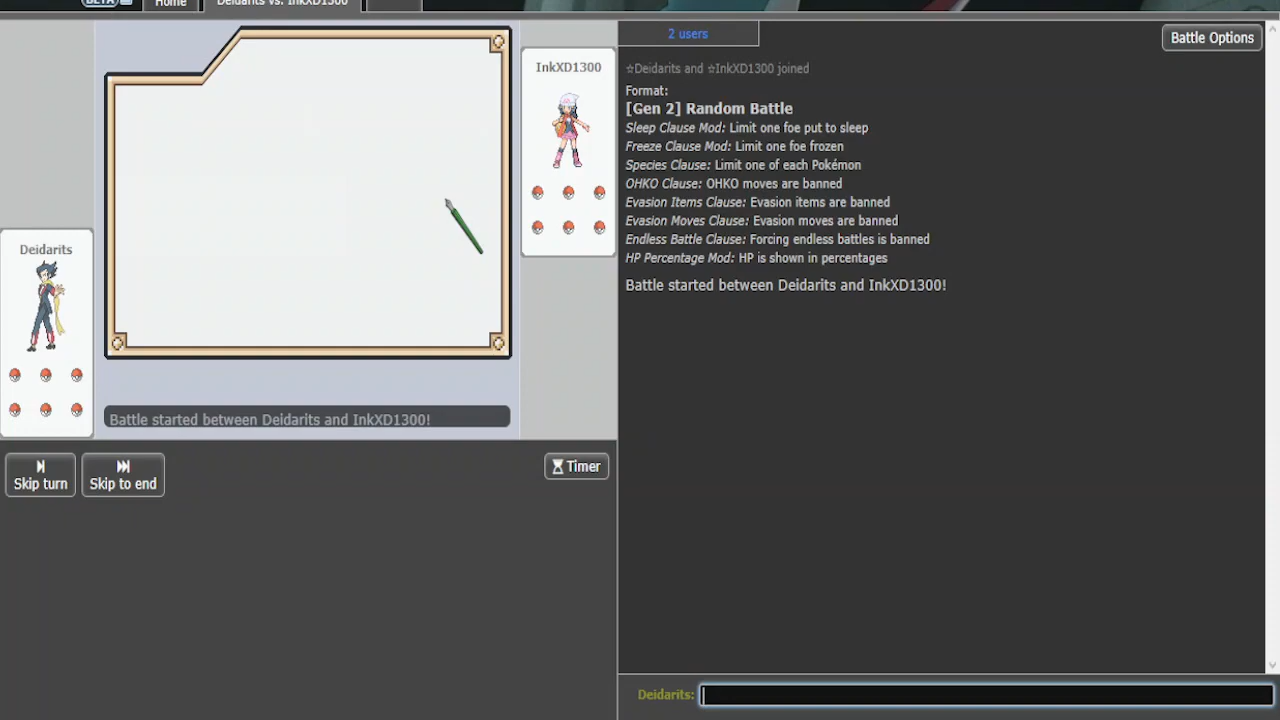 BETA
Home
Deidarits vs. InkXD1300
2 users
Battle Options
☆Deidarits and ☆InkXD1300 joined
Format:
[Gen 2] Random Battle
Sleep Clause Mod: Limit one foe put to sleep
Freeze Clause Mod: Limit one foe frozen
Species Clause: Limit one of each Pokémon
OHKO Clause: OHKO moves are banned
Evasion Items Clause: Evasion items are banned
Evasion Moves Clause: Evasion moves are banned
Endless Battle Clause: Forcing endless battles is banned
HP Percentage Mod: HP is shown in percentages
Battle started between Deidarits and InkXD1300!
InkXD1300
Deidarits
Battle started between Deidarits and InkXD1300!
Skip turn
Skip to end
Timer
Deidarits: